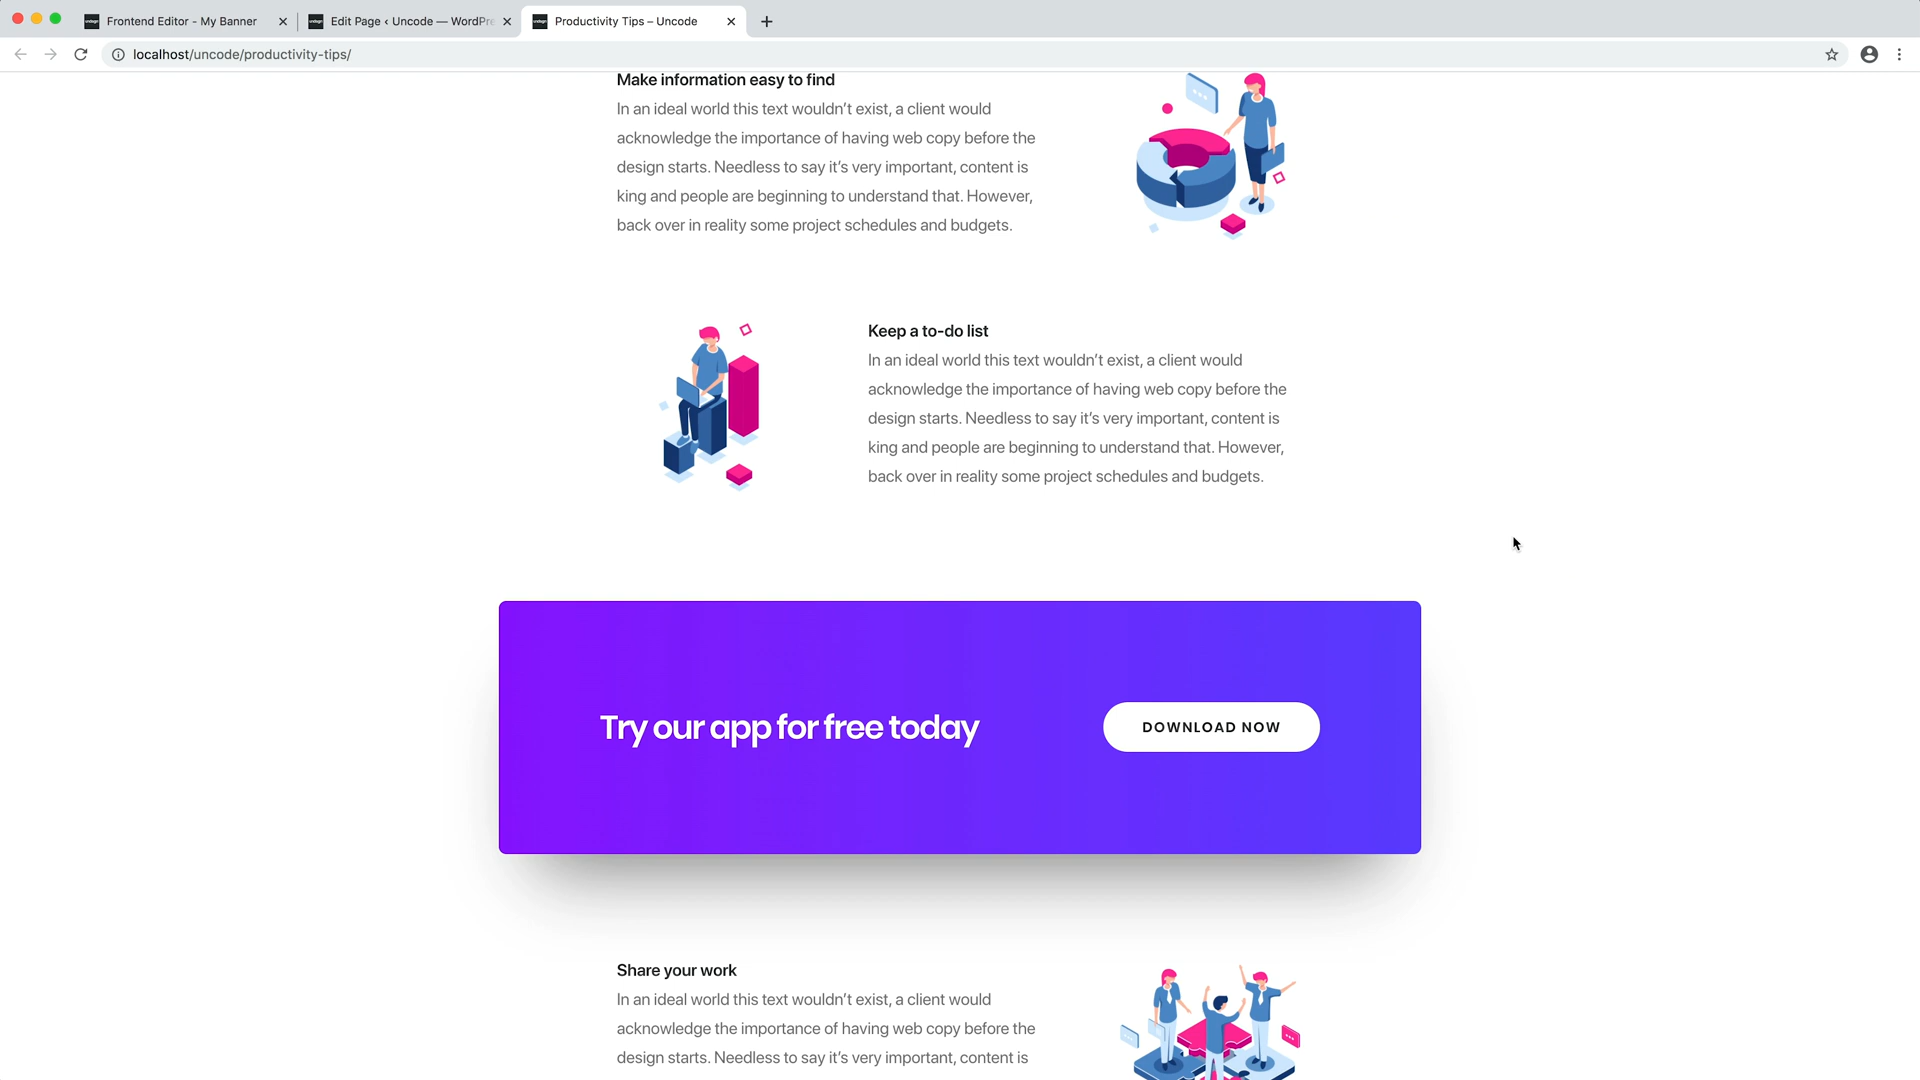 Frontend Editor - My Banner
Edit Page ‹ Uncode — WordPre
Productivity Tips – Uncode
localhost/uncode/productivity-tips/
Make information easy to find
In an ideal world this text wouldn’t exist, a client would
acknowledge the importance of having web copy before the
design starts. Needless to say it’s very important, content is
king and people are beginning to understand that. However,
back over in reality some project schedules and budgets.
Keep a to-do list
In an ideal world this text wouldn’t exist, a client would
acknowledge the importance of having web copy before the
design starts. Needless to say it’s very important, content is
king and people are beginning to understand that. However,
back over in reality some project schedules and budgets.
Try our app for free today
DOWNLOAD NOW
Share your work
In an ideal world this text wouldn’t exist, a client would
acknowledge the importance of having web copy before the
design starts. Needless to say it’s very important, content is